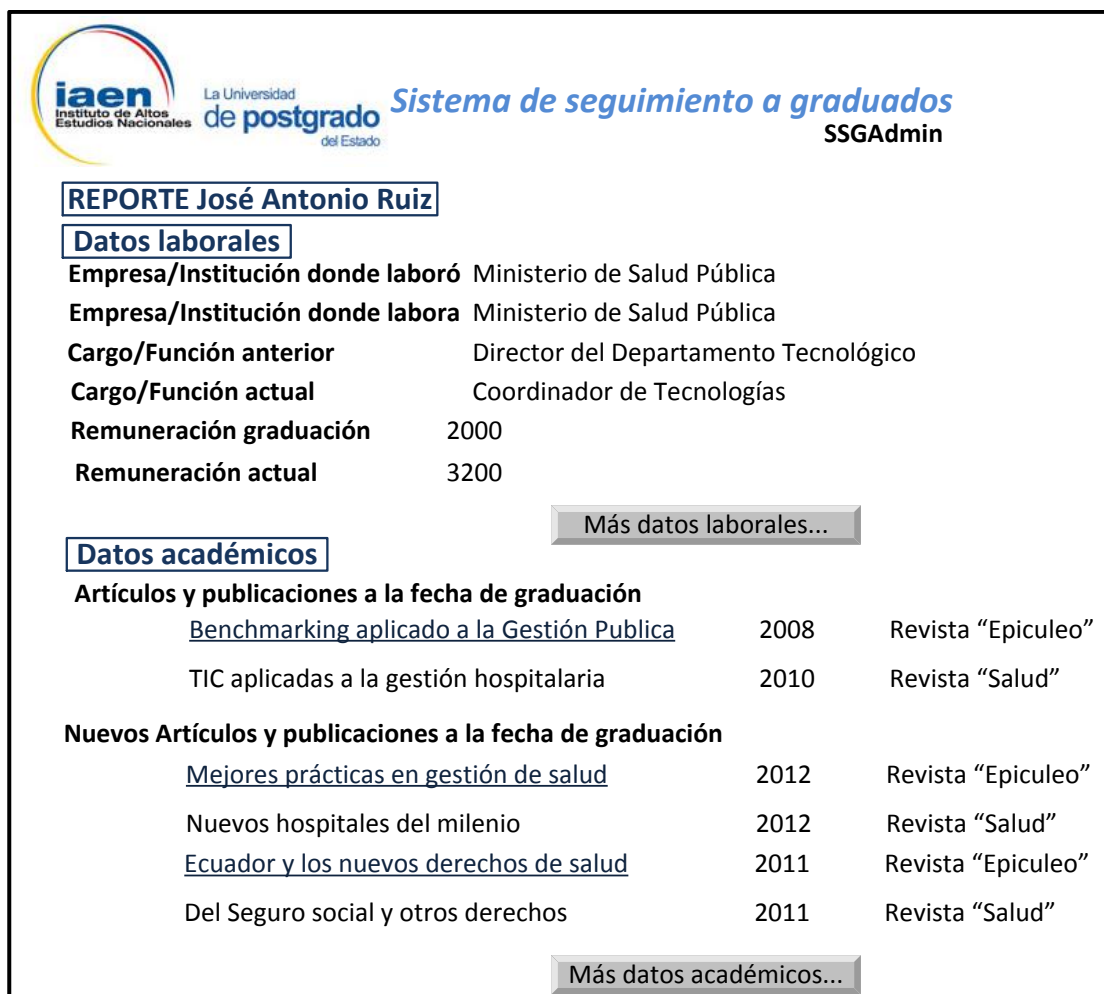 iaen
Instituto de Altos
Estudios Nacionales
La Universidad
de postgrado
del Estado
Sistema de seguimiento a graduados
SSGAdmin
REPORTE José Antonio Ruiz
Datos laborales
Empresa/Institución donde laboró Ministerio de Salud Pública
Empresa/Institución donde labora Ministerio de Salud Pública
Cargo/Función anterior Director del Departamento Tecnológico
Cargo/Función actual Coordinador de Tecnologías
Remuneración graduación 2000
Remuneración actual 3200
Más datos laborales...
Datos académicos
Artículos y publicaciones a la fecha de graduación
Benchmarking aplicado a la Gestión Publica 2008 Revista “Epiculeo”
TIC aplicadas a la gestión hospitalaria 2010 Revista “Salud”
Nuevos Artículos y publicaciones a la fecha de graduación
Mejores prácticas en gestión de salud 2012 Revista “Epiculeo”
Nuevos hospitales del milenio 2012 Revista “Salud”
Ecuador y los nuevos derechos de salud 2011 Revista “Epiculeo”
Del Seguro social y otros derechos 2011 Revista “Salud”
Más datos académicos...